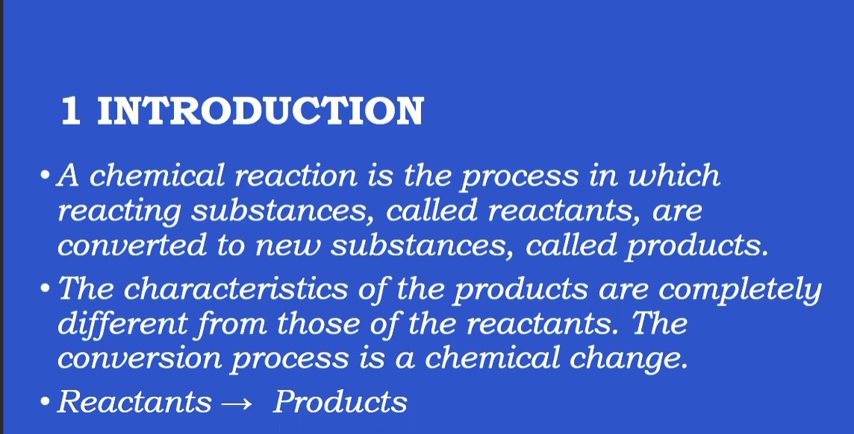 1 INTRODUCTION
• A chemical reaction is the process in which
reacting substances, called reactants, are
converted to new substances, called products.
• The characteristics of the products are completely
different from those of the reactants. The
conversion process is a chemical change.
• Reactants → Products